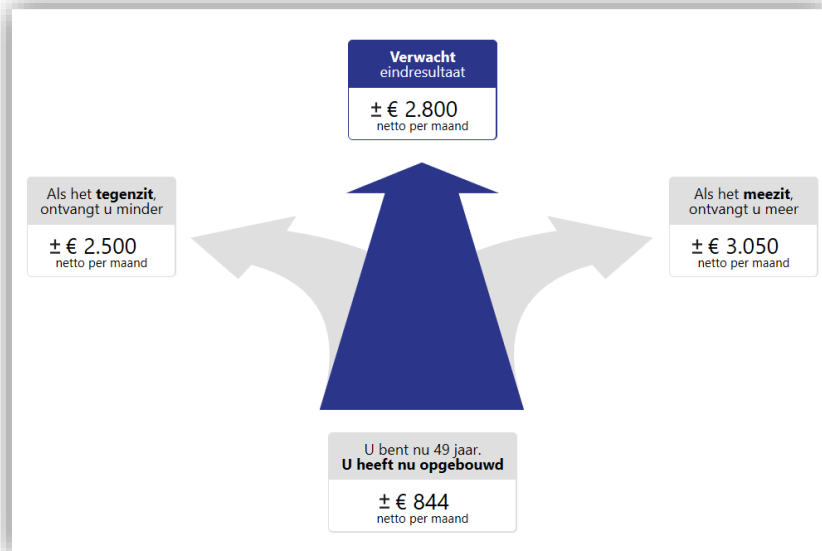 Verwacht
eindresultaat
± € 2.800
netto per maand
Als het tegenzit,
ontvangt u minder
± € 2.500
netto per maand
Als het meezit,
ontvangt u meer
± € 3.050
netto per maand
U bent nu 49 jaar.
U heeft nu opgebouwd
± € 844
netto per maand